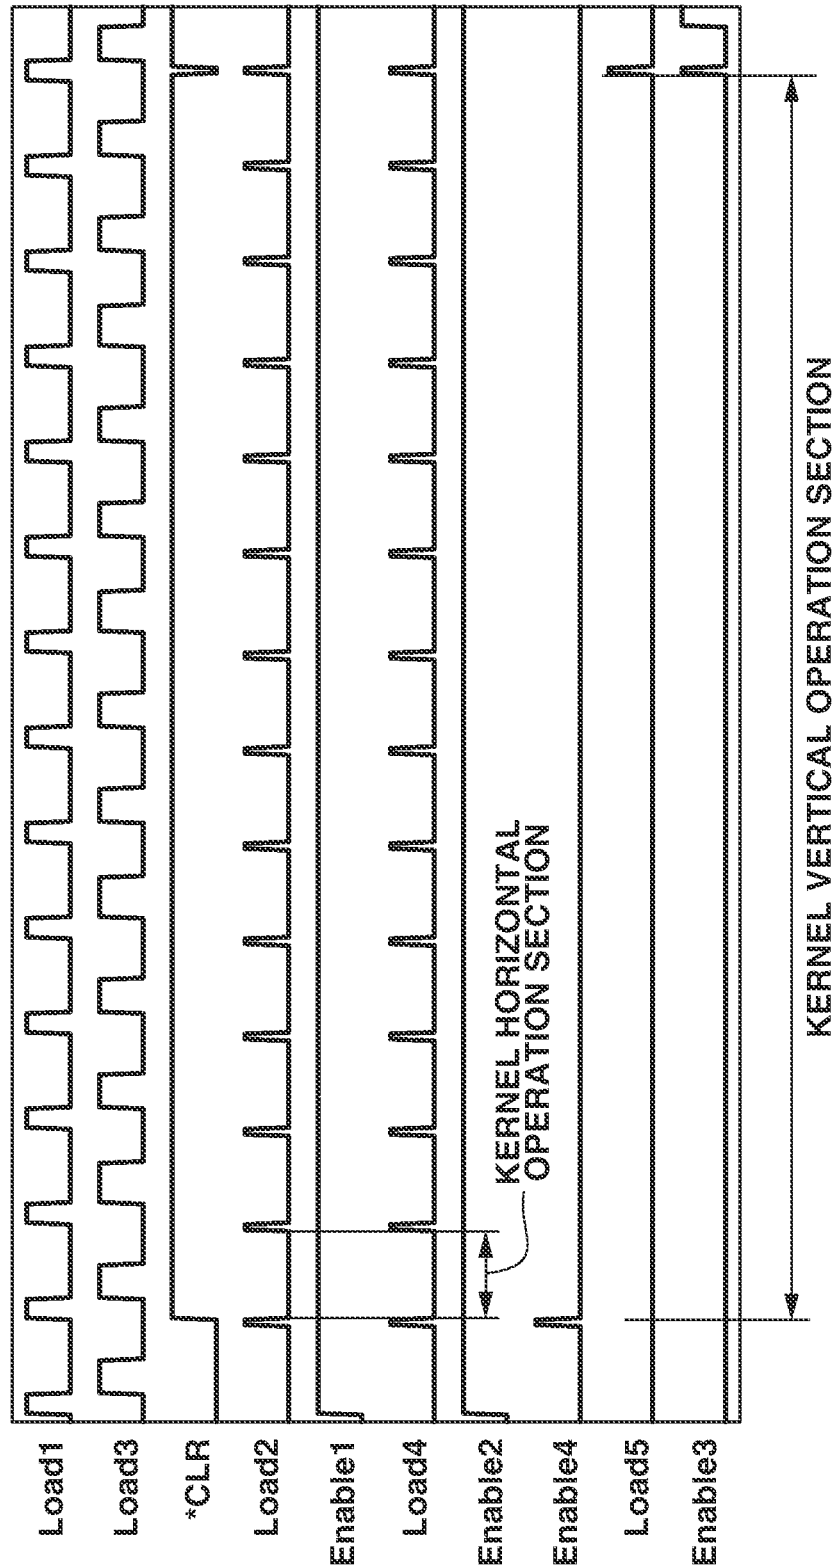 Load1
Load3
*CLR
Load2
Enable1
Load4
Enable2
Enable4
Load5
Enable3
KERNEL HORIZONTAL
OPERATION SECTION
KERNEL VERTICAL OPERATION SECTION